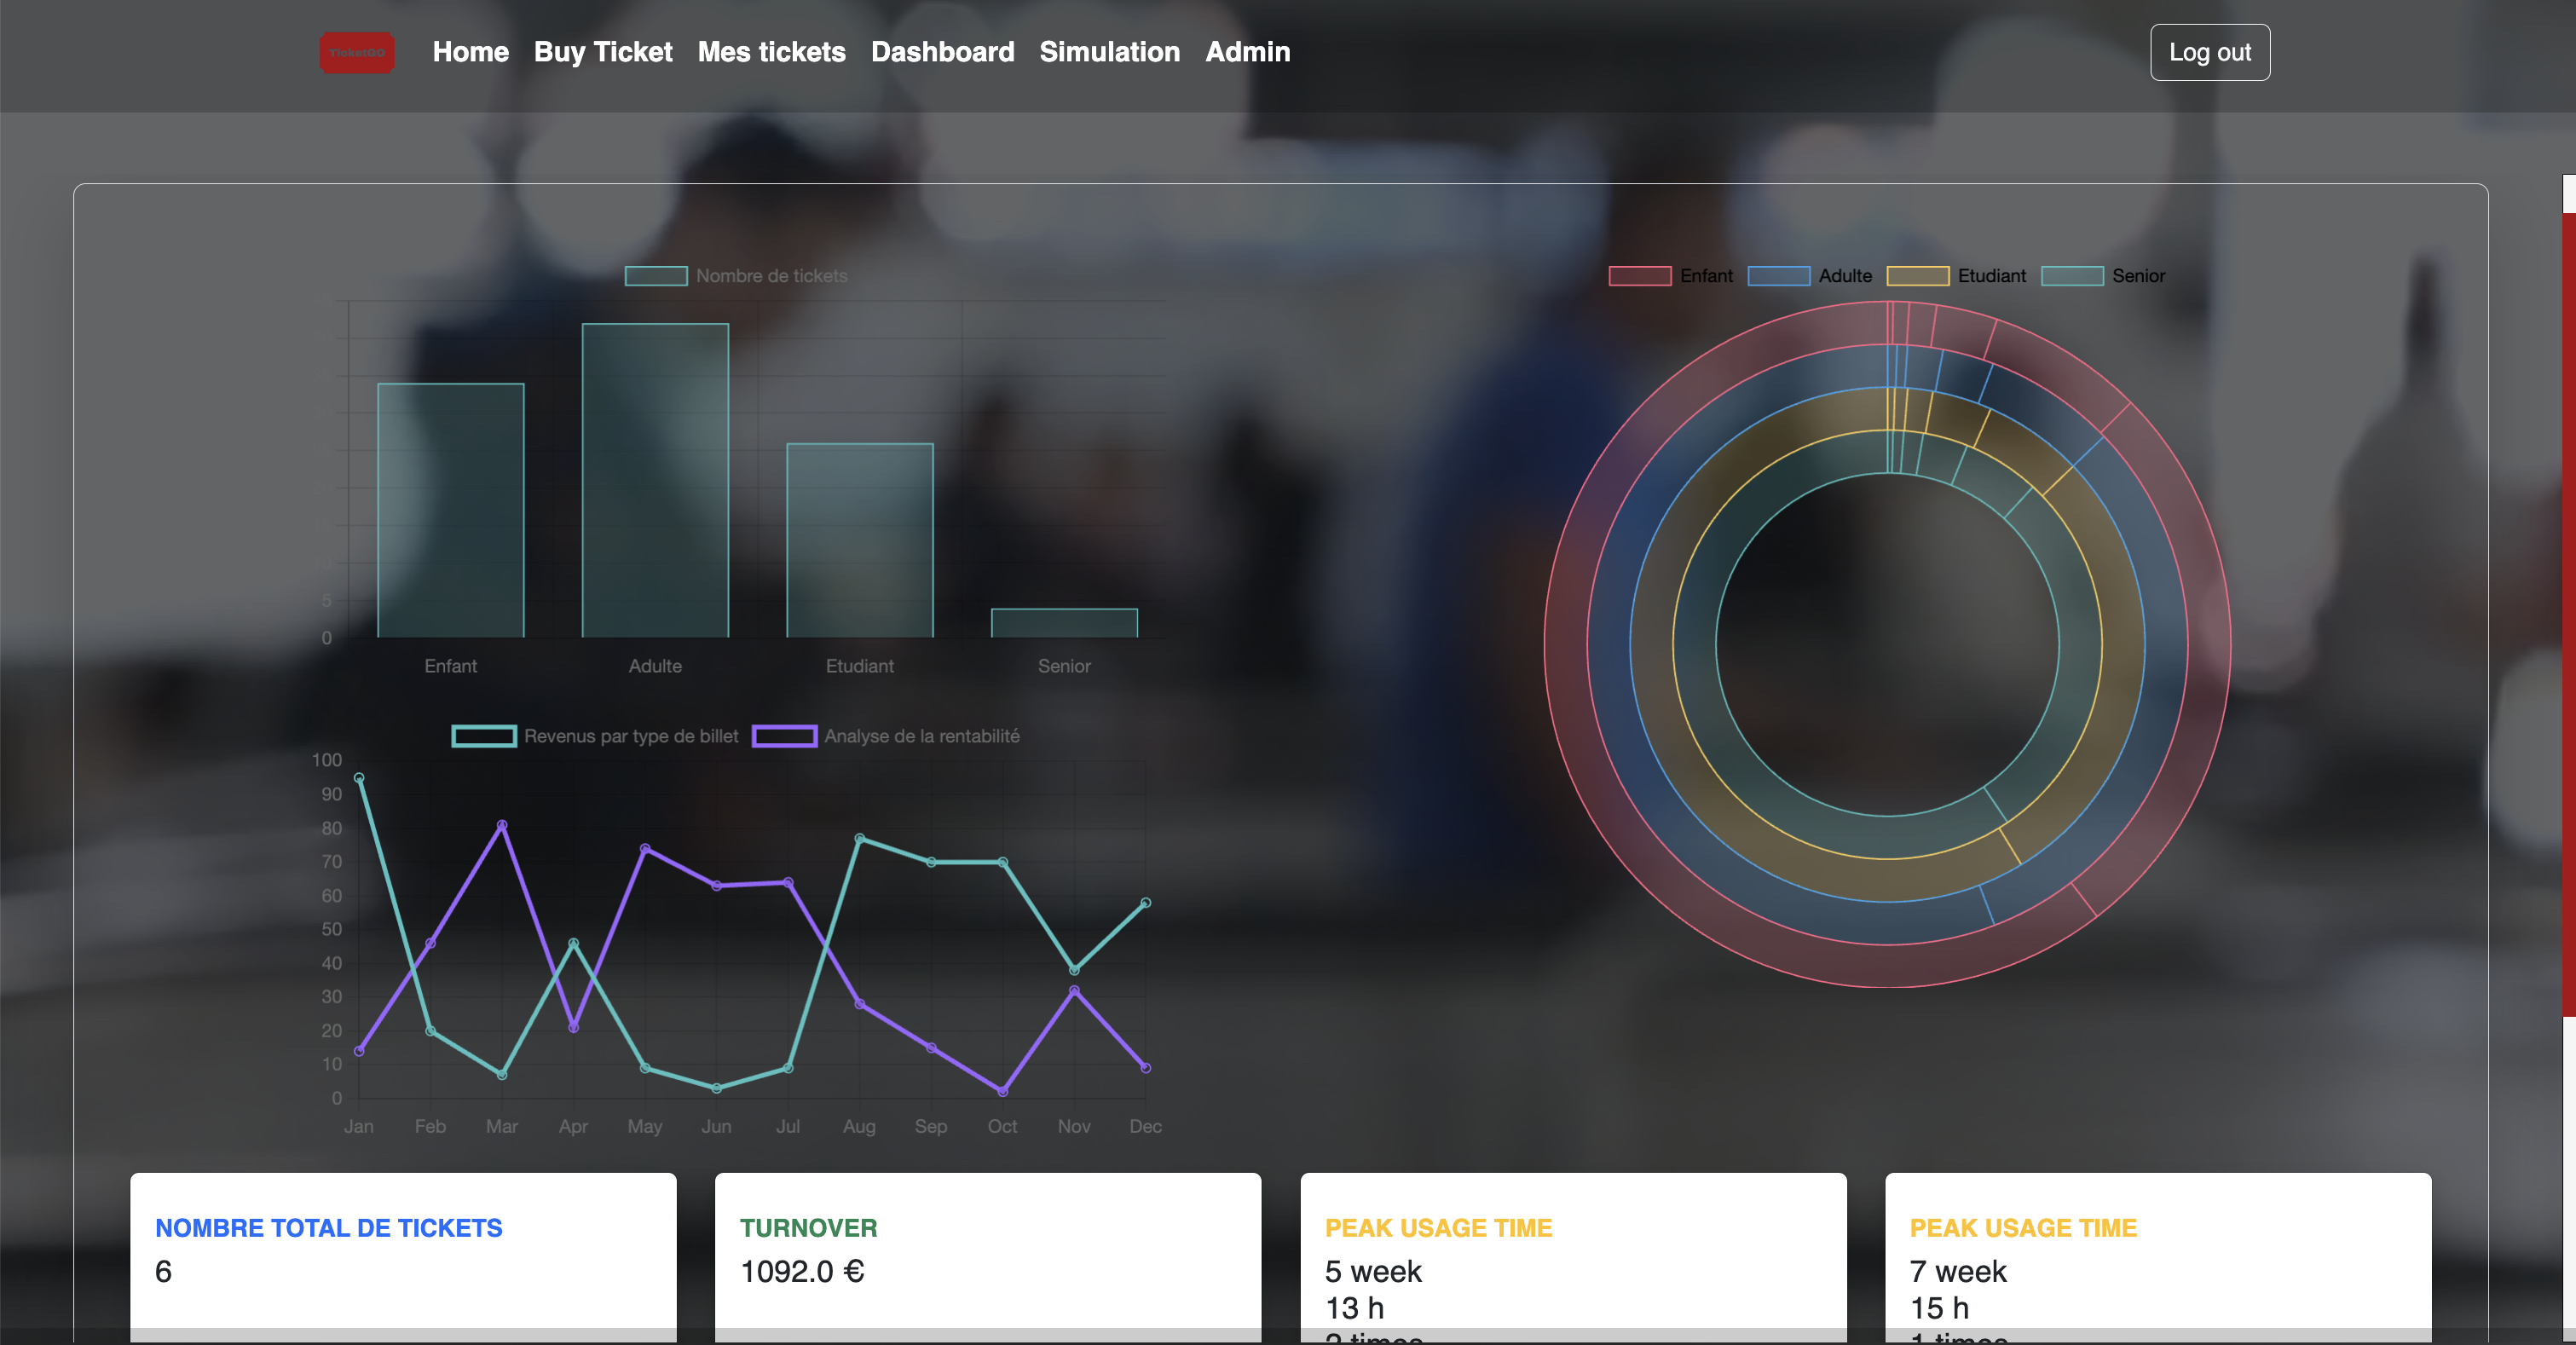 TicketGO
Home Buy Ticket Mes tickets Dashboard Simulation Admin
Log out
Nombre de tickets
5
0
Enfant Adulte Etudiant Senior
Enfant Adulte Etudiant Senior
Revenus par type de billet Analyse de la rentabilité
100
90
80
70
60
50
40
30
20
10
0
Jan Feb Mar Apr May Jun Jul Aug Sep Oct Nov Dec
NOMBRE TOTAL DE TICKETS
6
TURNOVER
1092.0 €
PEAK USAGE TIME
5 week
13 h
2 times
PEAK USAGE TIME
7 week
15 h
1 times